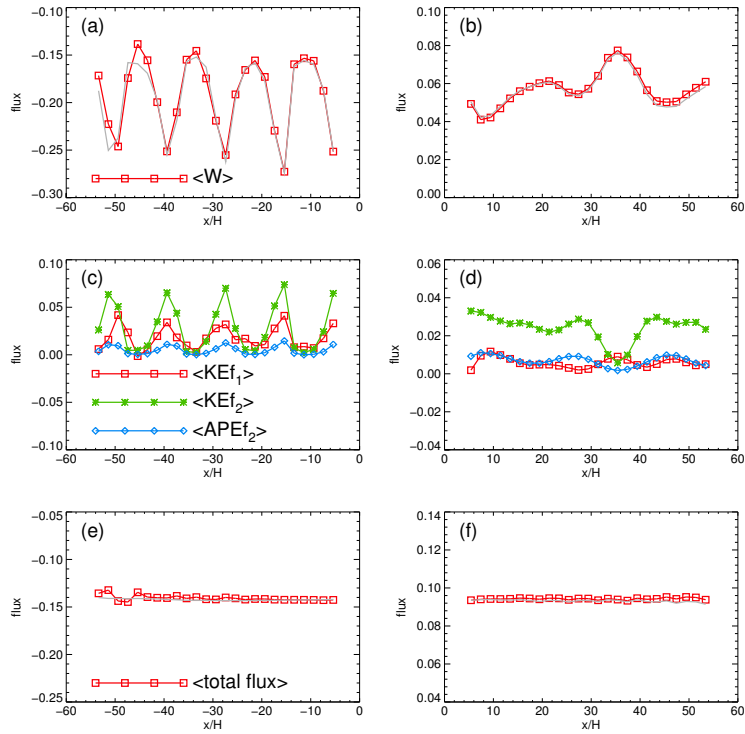 (a)
−0.10
−0.15
−0.20
−0.25
−0.30
flux
<W>
−60 −50 −40 −30 −20 −10 0
x/H
(b)
0.10
0.08
0.06
0.04
0.02
0.00
flux
0 10 20 30 40 50 60
x/H
(c)
0.10
0.05
0.00
−0.05
−0.10
flux
<KEf₁>
<KEf₂>
<APEf₂>
−60 −50 −40 −30 −20 −10 0
x/H
(d)
0.06
0.04
0.02
0.00
−0.02
−0.04
flux
0 10 20 30 40 50 60
x/H
(e)
−0.05
−0.10
−0.15
−0.20
−0.25
flux
<total flux>
−60 −50 −40 −30 −20 −10 0
x/H
(f)
0.14
0.12
0.10
0.08
0.06
0.04
flux
0 10 20 30 40 50 60
x/H